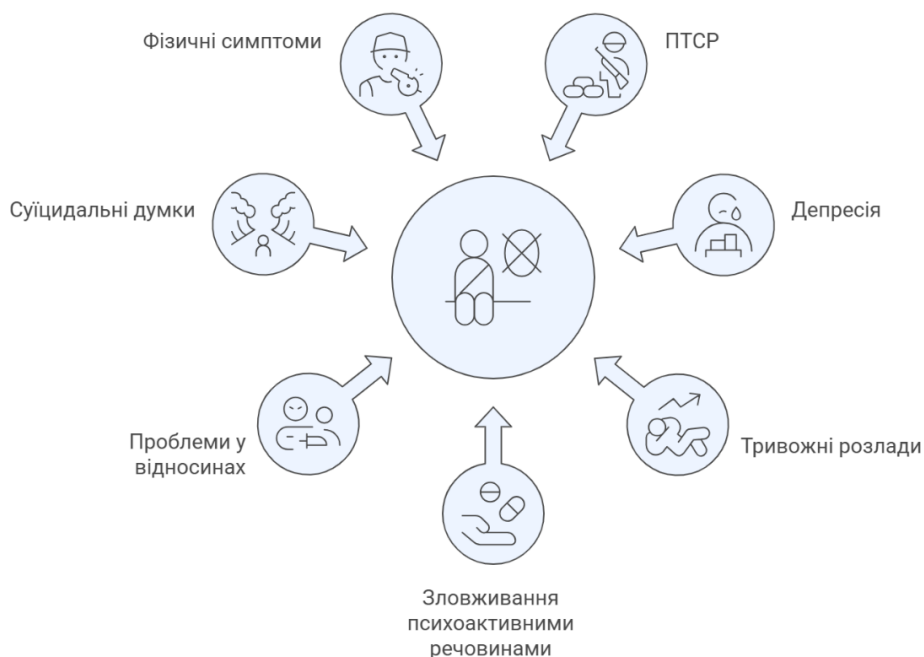 Фізичні симптоми
ПТСР
Суїцидальні думки
Депресія
Проблеми у
відносинах
Тривожні розлади
Зловживання
психоактивними
речовинами